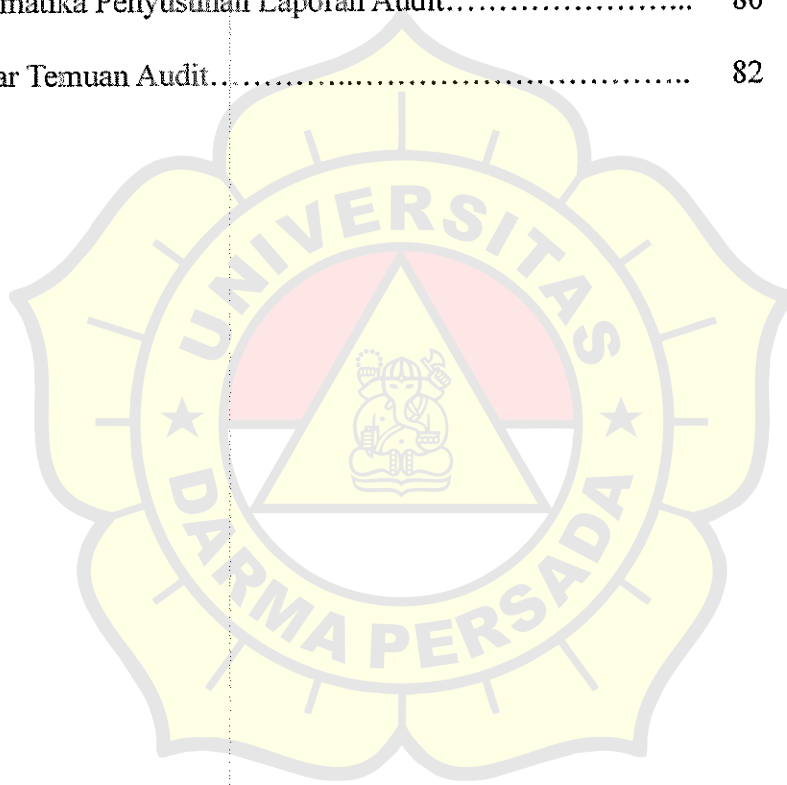 matika Penyusunan Laporan Audit........................ 80
ar Temuan Audit................................................. 82
UNIVERSITAS
DARMA PERSADA